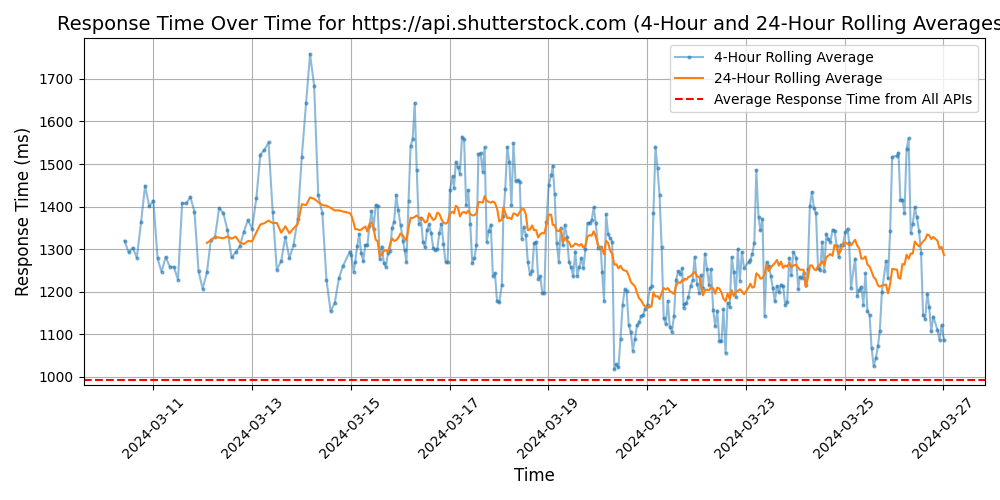 Response Time Over Time for https://api.shutterstock.com (4-Hour and 24-Hour Rolling Averages
4-Hour Rolling Average
24-Hour Rolling Average
Average Response Time from All APIs
Response Time (ms)
1700
1600
1500
1400
1300
1200
1100
1000
2024-03-11
2024-03-13
2024-03-15
2024-03-17
2024-03-19
2024-03-21
2024-03-23
2024-03-25
2024-03-27
Time